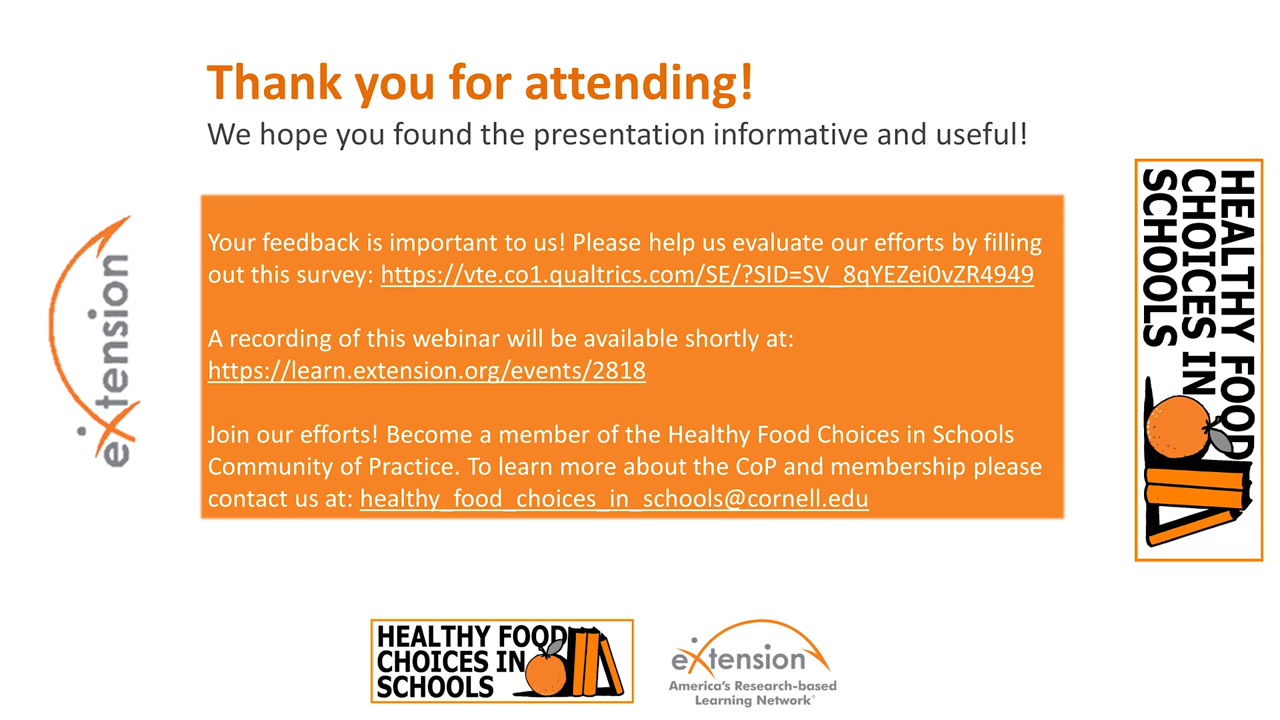 Thank you for attending!
We hope you found the presentation informative and useful!
Your feedback is important to us! Please help us evaluate our efforts by filling
out this survey: https://vte.co1.qualtrics.com/SE/?SID=SV_8qYEZei0vZR4949
A recording of this webinar will be available shortly at:
https://learn.extension.org/events/2818
Join our efforts! Become a member of the Healthy Food Choices in Schools
Community of Practice. To learn more about the CoP and membership please
contact us at: healthy_food_choices_in_schools@cornell.edu
eXtension
HEALTHY FOOD
CHOICES IN
SCHOOLS
HEALTHY FOOD
CHOICES IN
SCHOOLS
eXtension
America's Research-based
Learning Network®